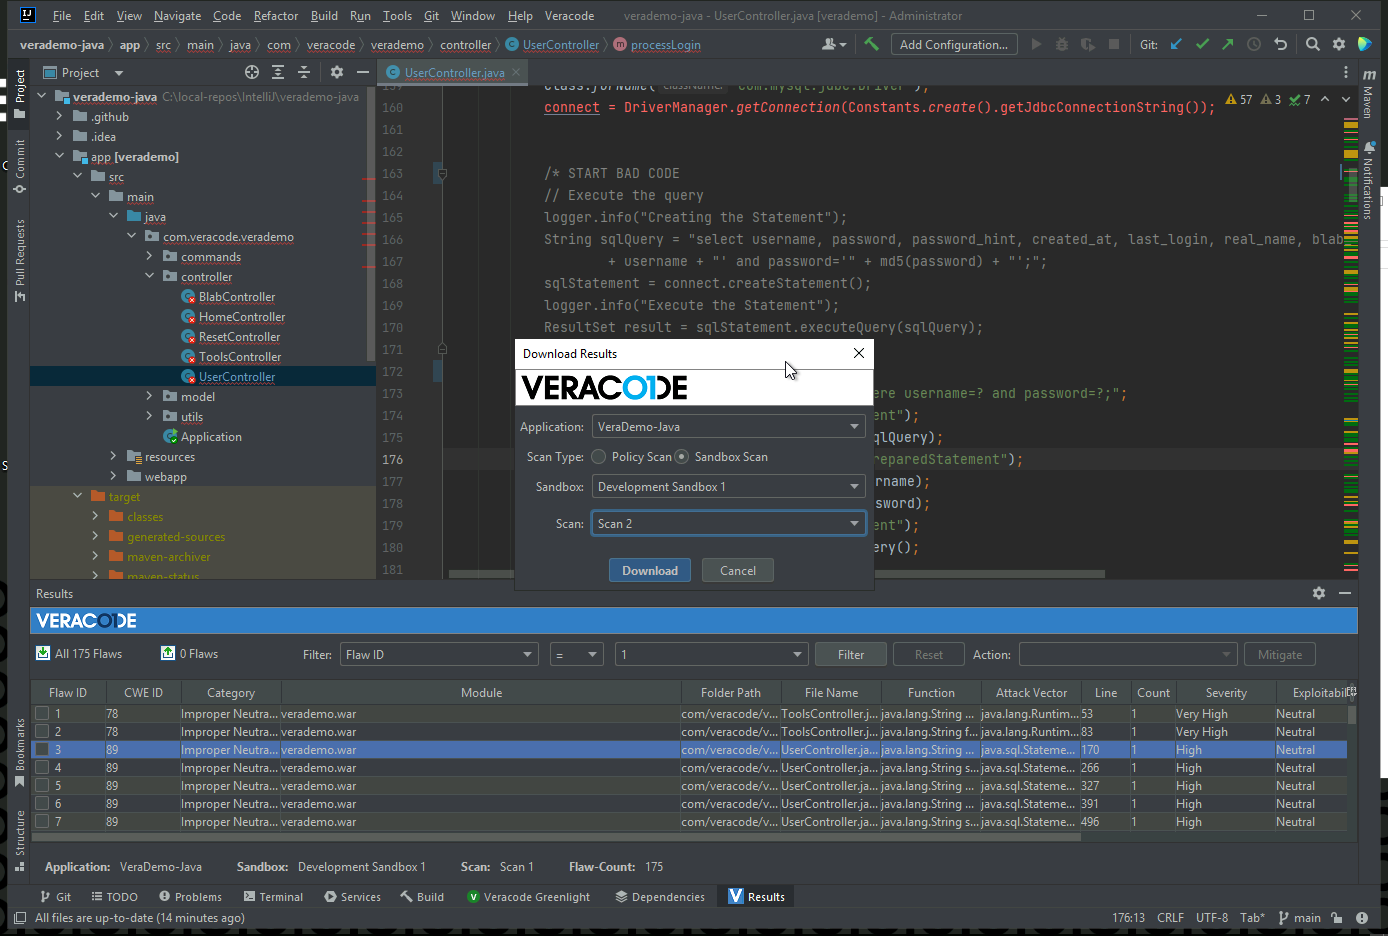 File Edit View Navigate Code Refactor Build Run Tools Git Window Help Veracode verademo-java - UserController.java [verademo] - Administrator
verademo-java app src main java com veracode verademo controller UserController processLogin Add Configuration... Git:
Project
UserController.java
verademo-java C:\local-repos\IntelliJ\verademo-java
.github
.idea
app [verademo]
src
main
java
com.veracode.verademo
commands
controller
BlabController
HomeController
ResetController
ToolsController
UserController
model
utils
Application
resources
webapp
target
classes
generated-sources
maven-archiver
maven-status
Project
Commit
Pull Requests
Bookmarks
Structure
Maven
Notifications
57 3 7
159 Class.forName( className: "com.mysql.jdbc.Driver");
160 connect = DriverManager.getConnection(Constants.create().getJdbcConnectionString());
161
162
163 /* START BAD CODE
164 // Execute the query
165 logger.info("Creating the Statement");
166 String sqlQuery = "select username, password, password_hint, created_at, last_login, real_name, blab
167 + username + "' and password='" + md5(password) + "';";
168 sqlStatement = connect.createStatement();
169 logger.info("Execute the Statement");
170 ResultSet result = sqlStatement.executeQuery(sqlQuery);
171
172
173 ere username=? and password=?;";
174 ent");
175 qlQuery);
176 reparedStatement");
177 rname);
178 sword);
179 ent");
180 ery();
181
Download Results
VERACODE
Application: VeraDemo-Java
Scan Type: Policy Scan Sandbox Scan
Sandbox: Development Sandbox 1
Scan: Scan 2
Download Cancel
Results
VERACODE
All 175 Flaws 0 Flaws Filter: Flaw ID = 1 Filter Reset Action: Mitigate
Flaw ID CWE ID Category Module Folder Path File Name Function Attack Vector Line Count Severity Exploitabil
1 78 Improper Neutra... verademo.war com/veracode/v... ToolsController.j... java.lang.String ... java.lang.Runtim... 53 1 Very High Neutral
2 78 Improper Neutra... verademo.war com/veracode/v... ToolsController.j... java.lang.String f... java.lang.Runtim... 83 1 Very High Neutral
3 89 Improper Neutra... verademo.war com/veracode/v... UserController.ja... java.lang.String ... java.sql.Stateme... 170 1 High Neutral
4 89 Improper Neutra... verademo.war com/veracode/v... UserController.ja... java.lang.String ... java.sql.Stateme... 266 1 High Neutral
5 89 Improper Neutra... verademo.war com/veracode/v... UserController.ja... java.lang.String ... java.sql.Stateme... 327 1 High Neutral
6 89 Improper Neutra... verademo.war com/veracode/v... UserController.ja... java.lang.String ... java.sql.Stateme... 391 1 High Neutral
7 89 Improper Neutra... verademo.war com/veracode/v... UserController.ja... java.lang.String s... java.sql.Stateme... 496 1 High Neutral
Application: VeraDemo-Java Sandbox: Development Sandbox 1 Scan: Scan 1 Flaw-Count: 175
Git TODO Problems Terminal Services Build Veracode Greenlight Dependencies Results
All files are up-to-date (14 minutes ago) 176:13 CRLF UTF-8 Tab* main